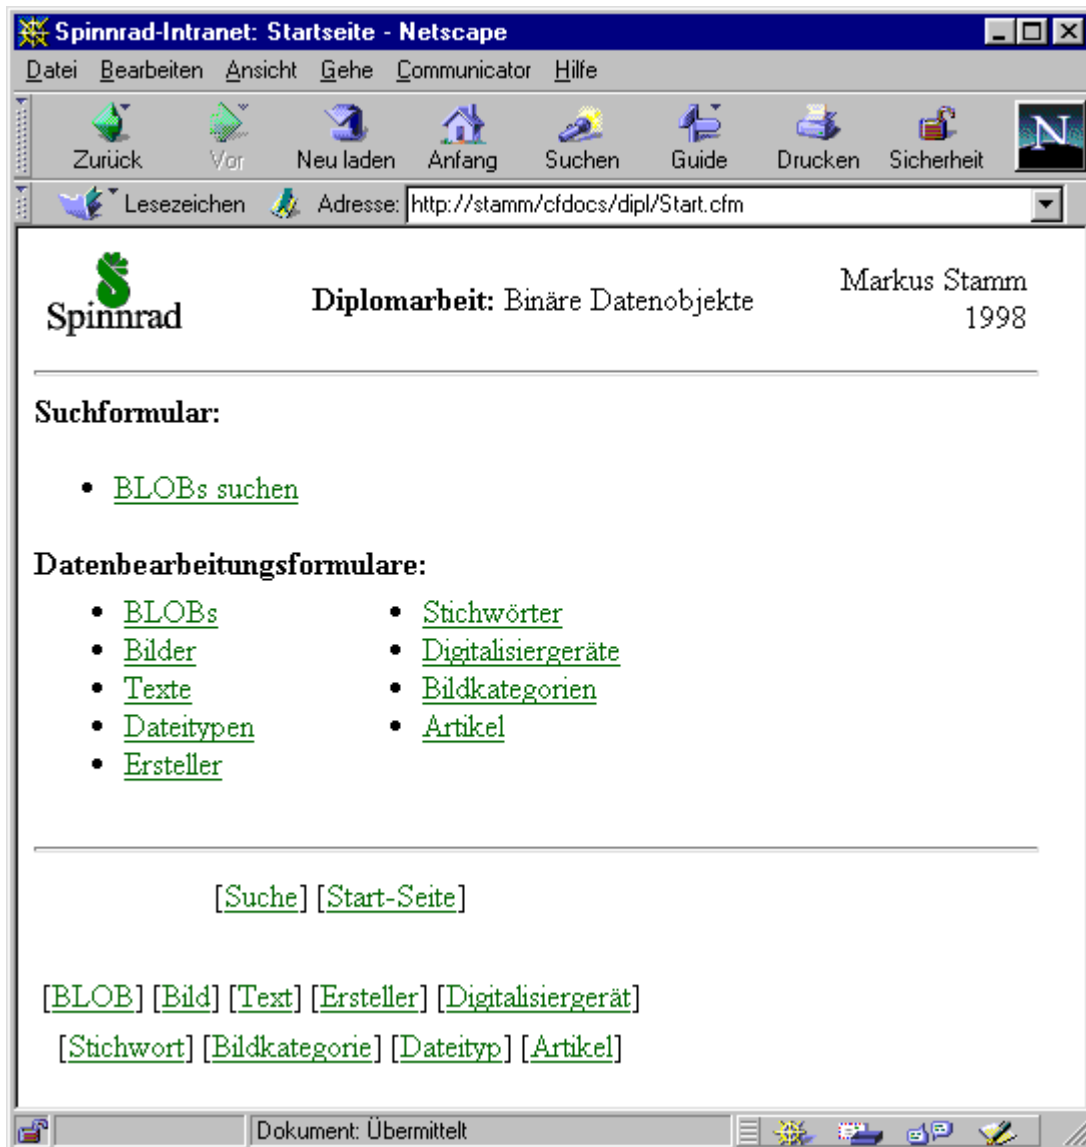 Spinnrad-Intranet: Startseite - Netscape
Datei Bearbeiten Ansicht Gehe Communicator Hilfe
Zurück Vor Neu laden Anfang Suchen Guide Drucken Sicherheit
N
Lesezeichen Adresse: http://stamm/cfdocs/dipl/Start.cfm
Spinnrad
Diplomarbeit: Binäre Datenobjekte
Markus Stamm
1998
Suchformular:
• BLOBs suchen
Datenbearbeitungsformulare:
• BLOBs
• Bilder
• Texte
• Dateitypen
• Ersteller
• Stichwörter
• Digitalisiergeräte
• Bildkategorien
• Artikel
[Suche] [Start-Seite]
[BLOB] [Bild] [Text] [Ersteller] [Digitalisiergerät]
[Stichwort] [Bildkategorie] [Dateityp] [Artikel]
Dokument: Übermittelt